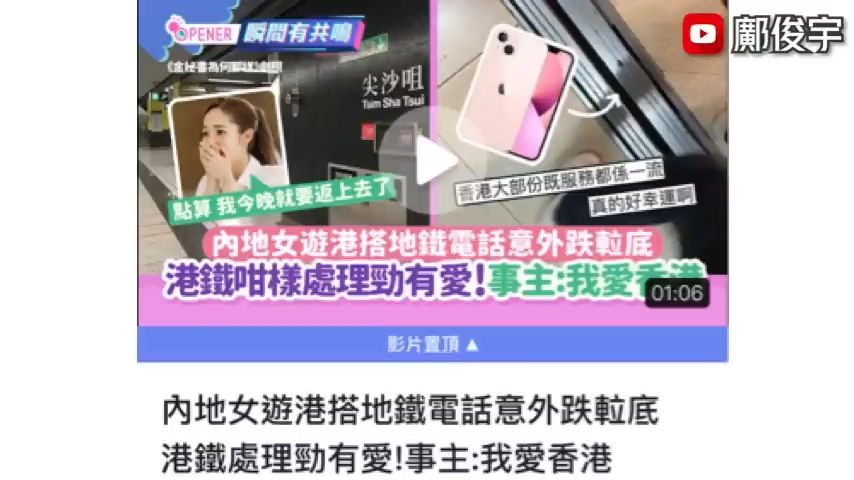 鄺俊宇
OPENER 瞬間有共鳴
尖沙咀
Tsim Sha Tsui
點算 我今晚就要返上去了
香港大部份既服務都係一流
真的好幸運啊
內地女遊港搭地鐵電話意外跌𨋢底
港鐵咁樣處理勁有愛!事主:我愛香港
01:06
影片置頂 ▲
內地女遊港搭地鐵電話意外跌𨋢底
港鐵處理勁有愛!事主:我愛香港